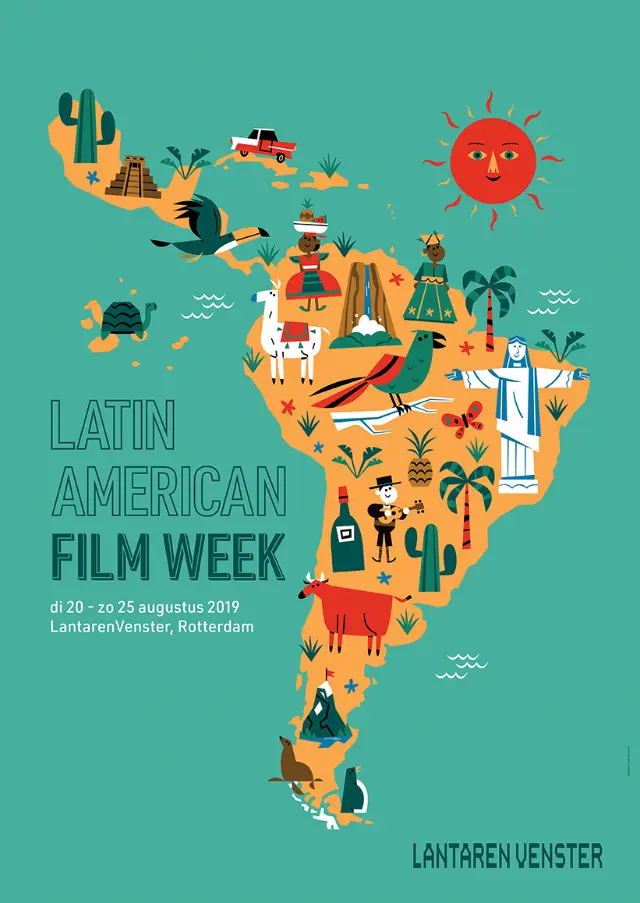 LATIN
AMERICAN
FILM WEEK
di 20 - zo 25 augustus 2019
LantarenVenster, Rotterdam
LANTAREN VENSTER